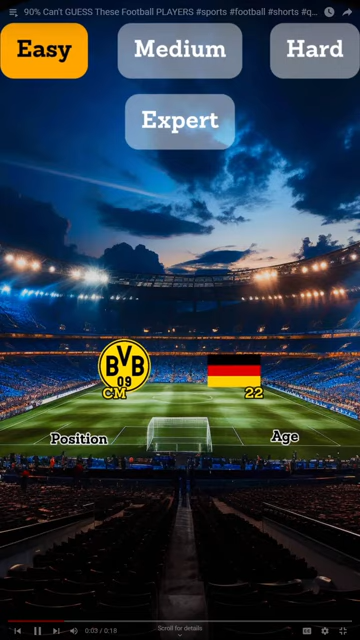 90% Can't GUESS These Football PLAYERS #sports #football #shorts #q...
Easy Medium Hard
Expert
BVB
09
CM 22
Position Age
0:03 / 0:18
Scroll for details